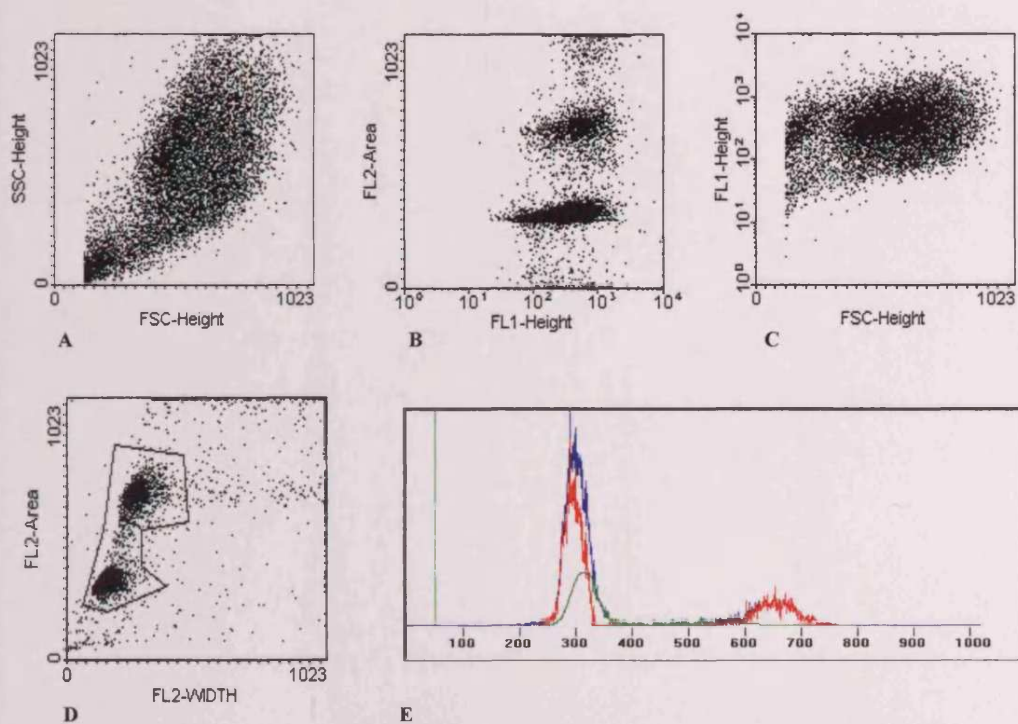 1023
SSC-Height
0
0
1023
FSC-Height
A
1023
FL2-Area
0
10⁰
10¹
10²
10³
10⁴
FL1-Height
B
10⁴
10³
10²
10¹
10⁰
FL1-Height
0
1023
FSC-Height
C
1023
FL2-Area
0
0
1023
FL2-WIDTH
D
100 200 300 400 500 600 700 800 900 1000
E